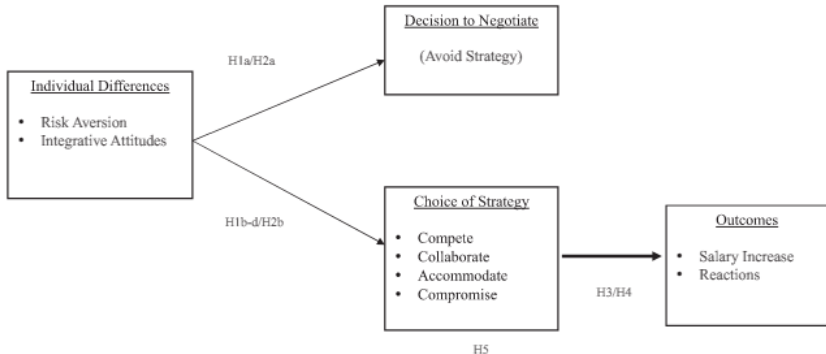 Decision to Negotiate
(Avoid Strategy)
H1a/H2a
Individual Differences
• Risk Aversion
• Integrative Attitudes
H1b-d/H2b
Choice of Strategy
• Compete
• Collaborate
• Accommodate
• Compromise
H3/H4
Outcomes
• Salary Increase
• Reactions
H5